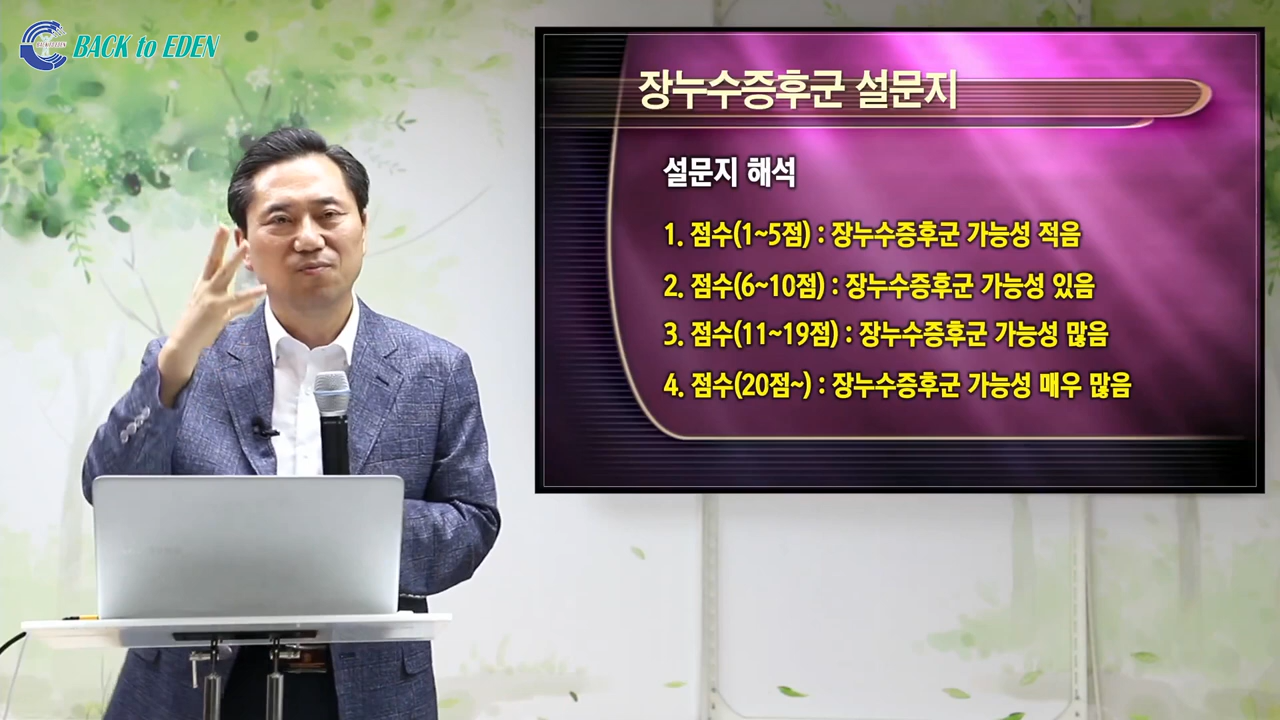 BACK to EDEN
장누수증후군 설문지
설문지 해석
1. 점수(1~5점) : 장누수증후군 가능성 적음
2. 점수(6~10점) : 장누수증후군 가능성 있음
3. 점수(11~19점) : 장누수증후군 가능성 많음
4. 점수(20점~) : 장누수증후군 가능성 매우 많음